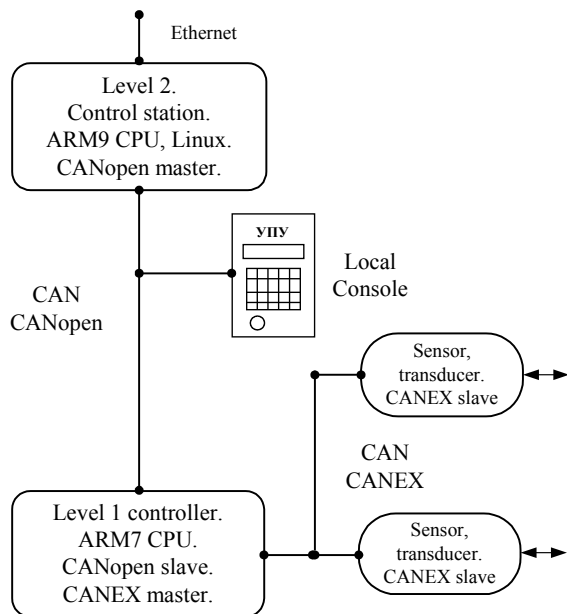 Ethernet
Level 2.
Control station.
ARM9 CPU, Linux.
CANopen master.
УПУ
Local
Console
CAN
CANopen
Sensor,
transducer.
CANEX slave
CAN
CANEX
Level 1 controller.
ARM7 CPU.
CANopen slave.
CANEX master.
Sensor,
transducer.
CANEX slave